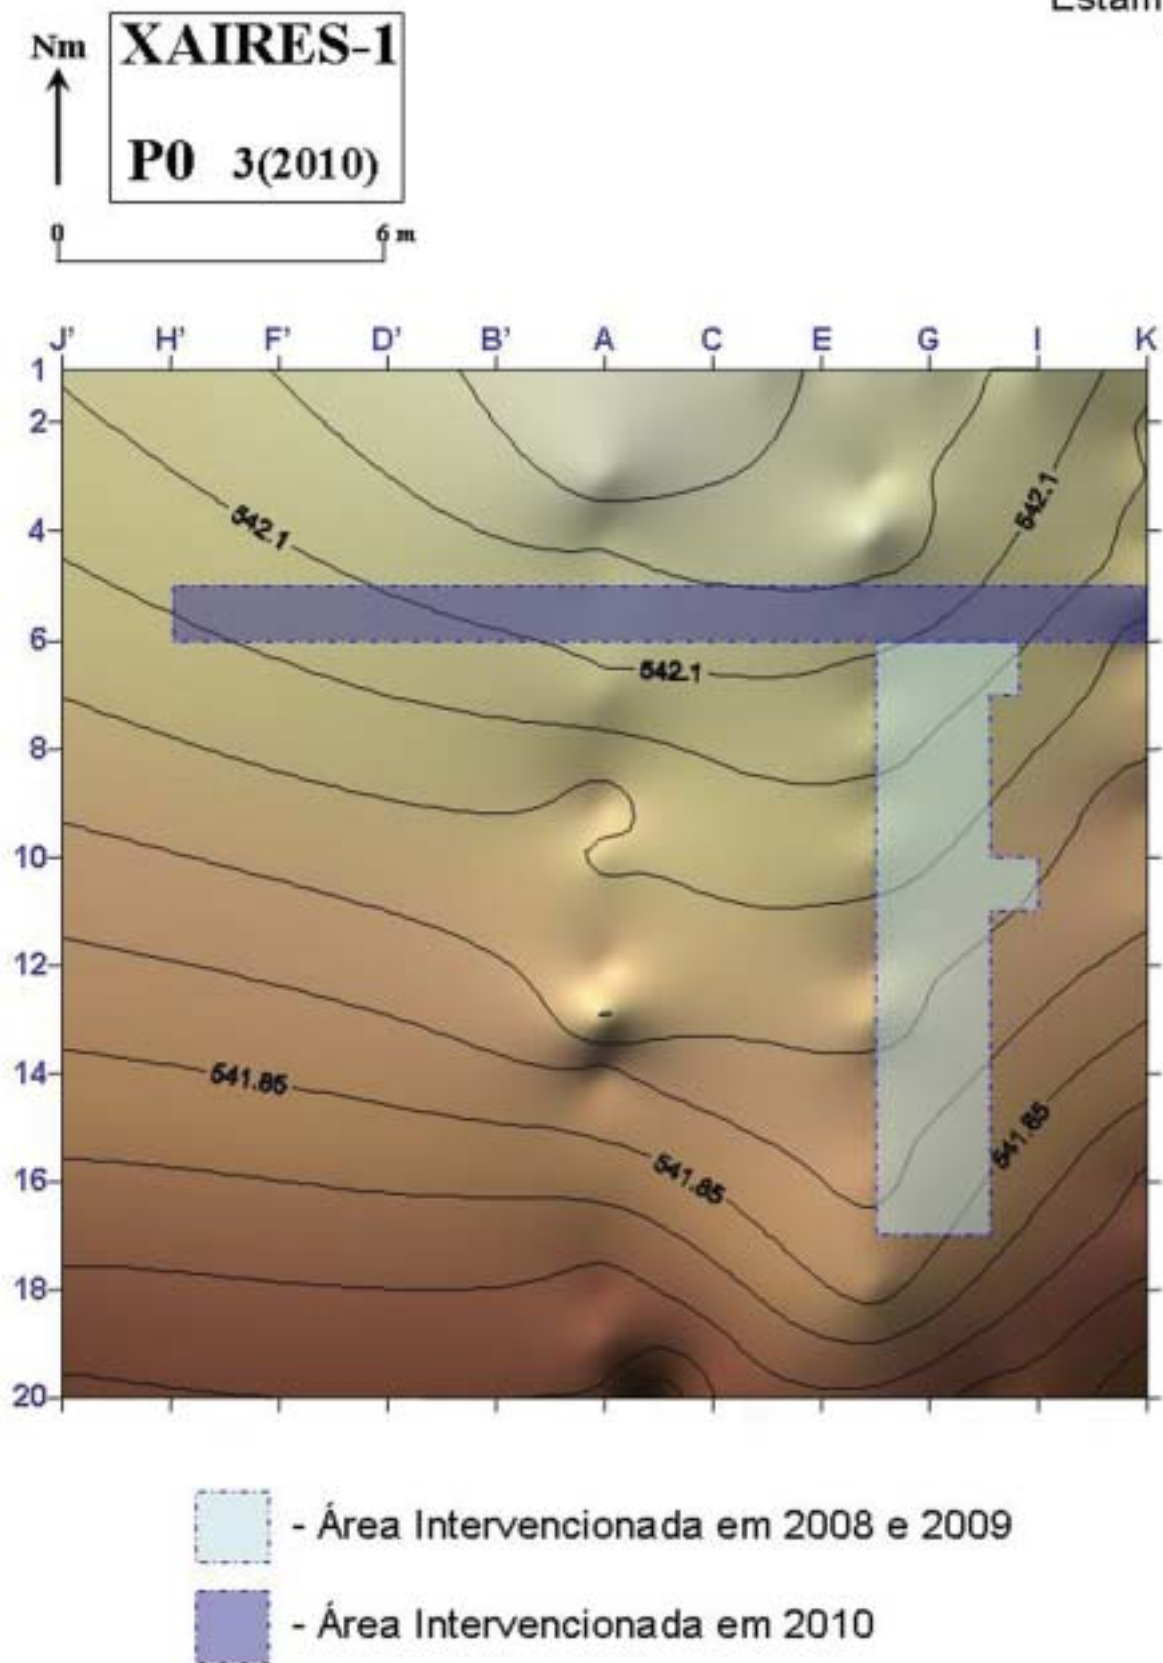 Estam
Nm
XAIRES-1
P0 3(2010)
0 6 m
J' H' F' D' B' A C E G I K
1
2
4
542.1
542.1
6
542.1
8
10
12
14
541.85
541.85
541.85
16
18
20
- Área Intervencionada em 2008 e 2009
- Área Intervencionada em 2010